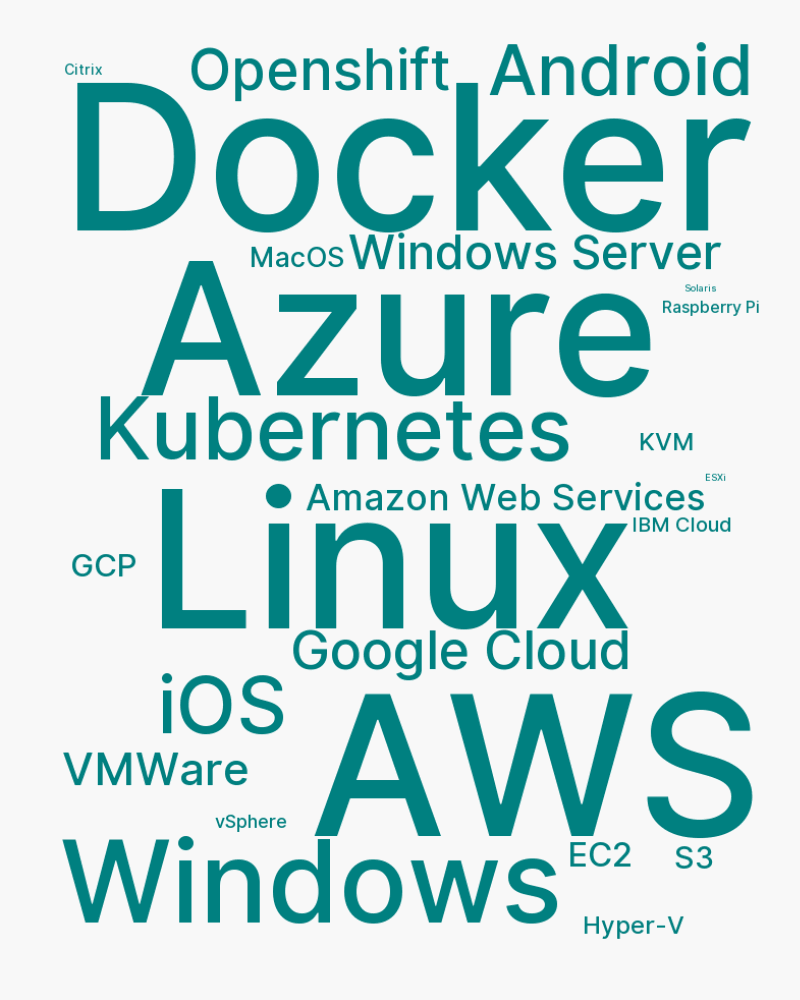 Citrix
Openshift
Android
Docker
MacOS
Windows Server
Azure
Solaris
Raspberry Pi
Kubernetes
KVM
ESXi
Amazon Web Services
IBM Cloud
Linux
GCP
Google Cloud
iOS
AWS
VMWare
vSphere
Windows
EC2
S3
Hyper-V